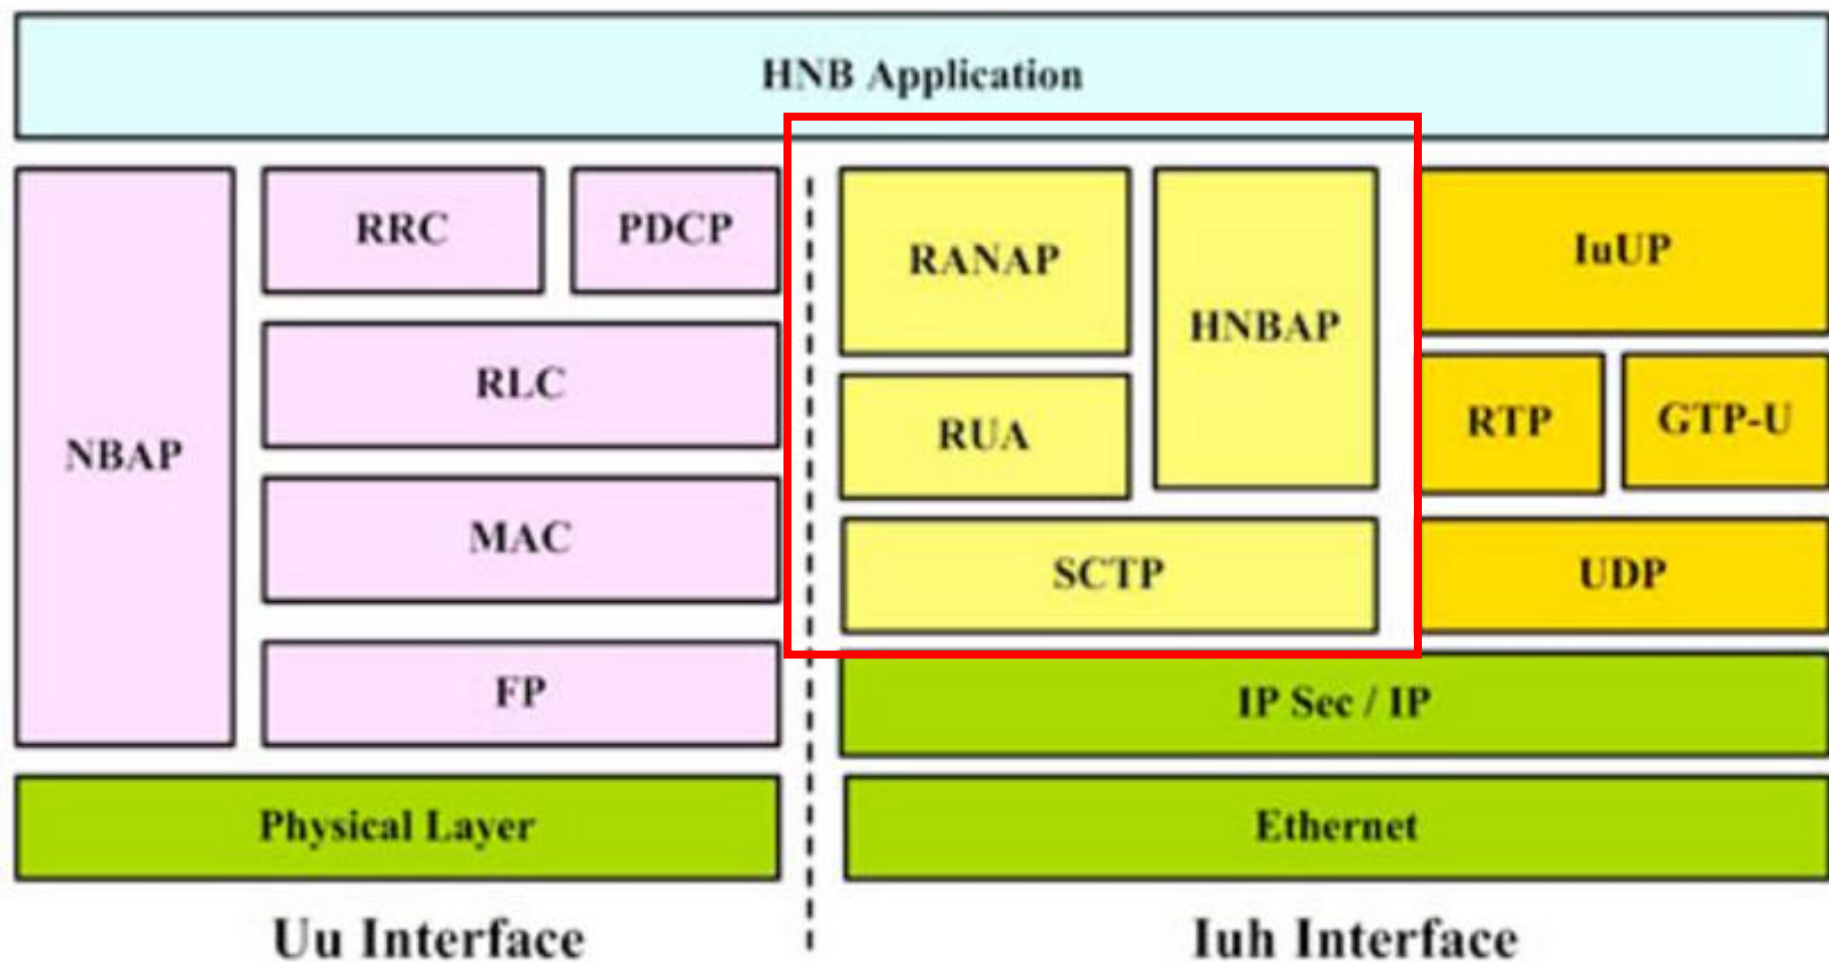 HNB Application
NBAP
RRC
PDCP
RLC
MAC
FP
Physical Layer
Uu Interface
RANAP
HNBAP
RUA
SCTP
IuUP
RTP
GTP-U
UDP
IP Sec / IP
Ethernet
Iuh Interface